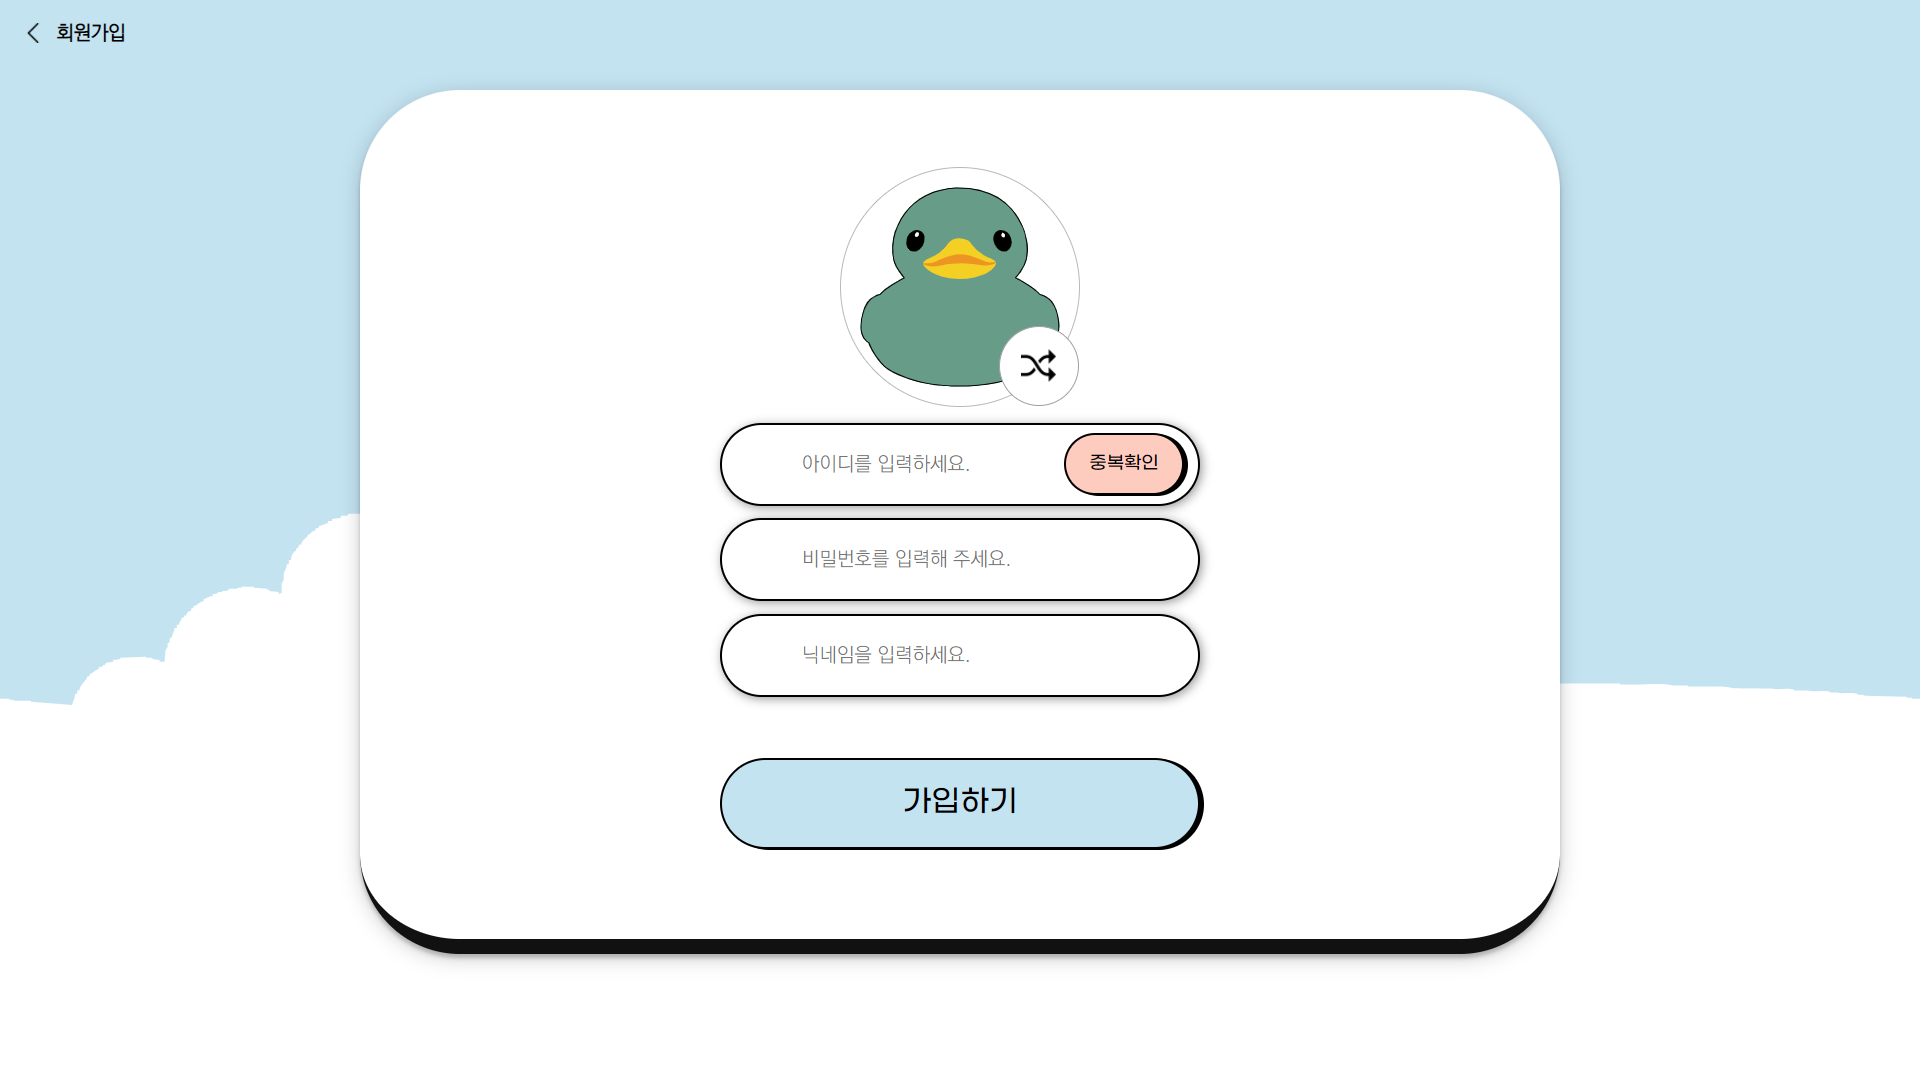 회원가입
아이디를 입력하세요.
중복확인
비밀번호를 입력해 주세요.
닉네임을 입력하세요.
가입하기